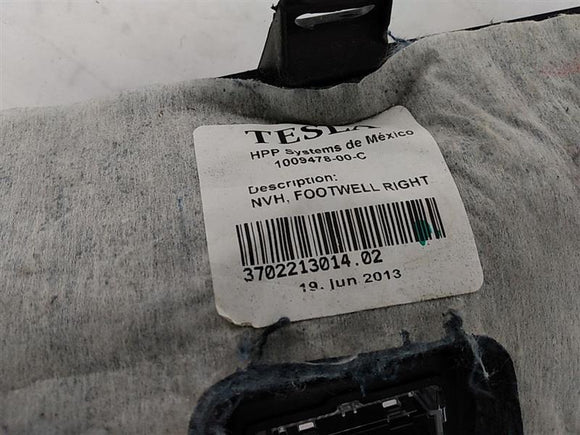 TESLA
HPP Systems de México
1009478-00-C
Description:
NVH, FOOTWELL RIGHT
3702213014.02
19. Jun 2013